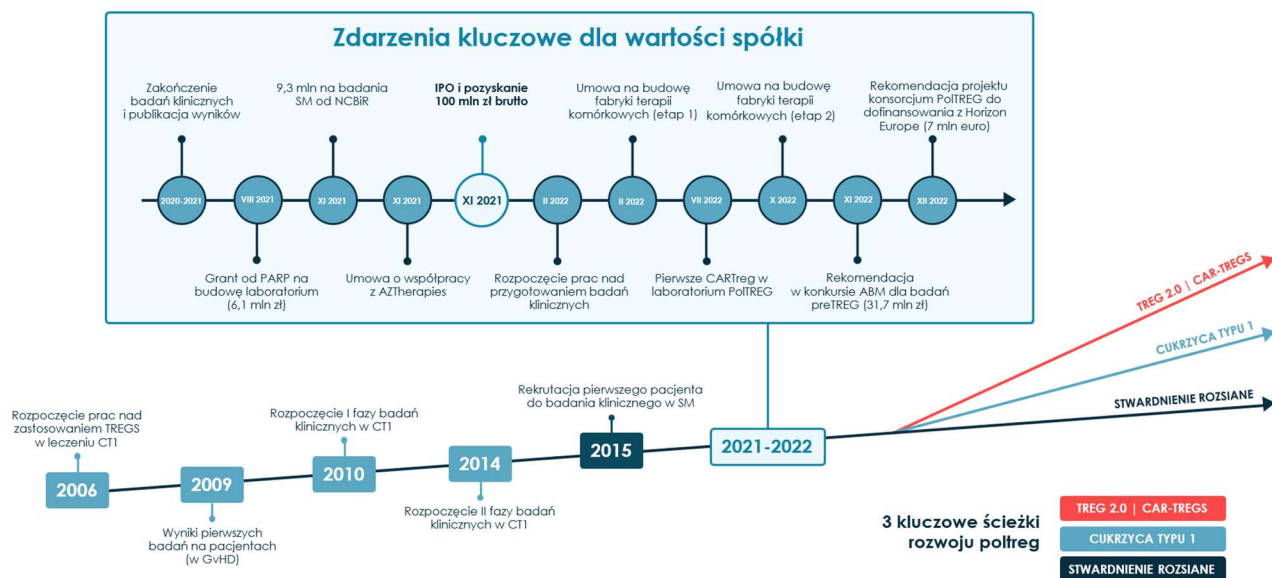 Zdarzenia kluczowe dla wartości spółki
Zakończenie
badań klinicznych
i publikacja wyników
9,3 mln na badania
SM od NCBiR
IPO i pozyskanie
100 mln zł brutto
Umowa na budowę
fabryki terapii
komórkowych (etap 1)
Umowa na budowę
fabryki terapii
komórkowych (etap 2)
Rekomendacja projektu
konsorcjum PolTREG do
dofinansowania z Horizon
Europe (7 mln euro)
2020-2021
VIII 2021
XI 2021
XI 2021
XI 2021
II 2022
II 2022
VII 2022
X 2022
XI 2022
XII 2022
Grant od PARP na
budowę laboratorium
(6,1 mln zł)
Umowa o współpracy
z AZTherapies
Rozpoczęcie prac nad
przygotowaniem badań
klinicznych
Pierwsze CARTreg w
laboratorium PolTREG
Rekomendacja
w konkursie ABM dla badań
preTREG (31,7 mln zł)
TREG 2.0 | CAR-TREGS
CUKRZYCA TYPU 1
STWARDNIENIE ROZSIANE
Rozpoczęcie prac nad
zastosowaniem TREGS
w leczeniu CT1
2006
2009
Wyniki pierwszych
badań na pacjentach
(w GvHD)
Rozpoczęcie I fazy badań
klinicznych w CT1
2010
2014
Rozpoczęcie II fazy badań
klinicznych w CT1
Rekrutacja pierwszego pacjenta
do badania klinicznego w SM
2015
2021-2022
3 kluczowe ścieżki
rozwoju poltreg
TREG 2.0 | CAR-TREGS
CUKRZYCA TYPU 1
STWARDNIENIE ROZSIANE